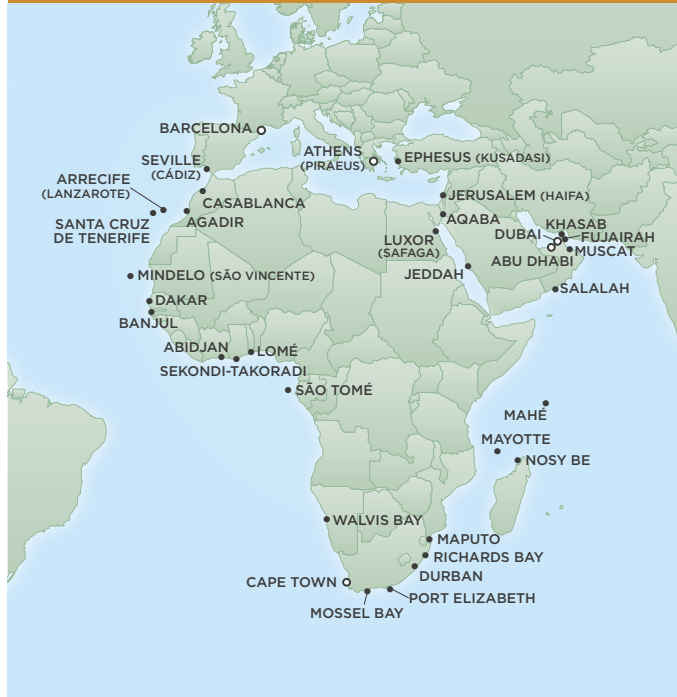 BARCELONA
ATHENS
(PIRAEUS)
EPHESUS (KUSADASI)
SEVILLE
(CÁDIZ)
ARRECIFE
(LANZAROTE)
CASABLANCA
JERUSALEM (HAIFA)
SANTA CRUZ
DE TENERIFE
AGADIR
AQABA
KHASAB
DUBAI
FUJAIRAH
LUXOR
(SAFAGA)
MUSCAT
ABU DHABI
JEDDAH
MINDELO (SÃO VINCENTE)
SALALAH
DAKAR
BANJUL
ABIDJAN
LOMÉ
SEKONDI-TAKORADI
SÃO TOMÉ
MAHÉ
MAYOTTE
NOSY BE
WALVIS BAY
MAPUTO
RICHARDS BAY
DURBAN
CAPE TOWN
PORT ELIZABETH
MOSSEL BAY